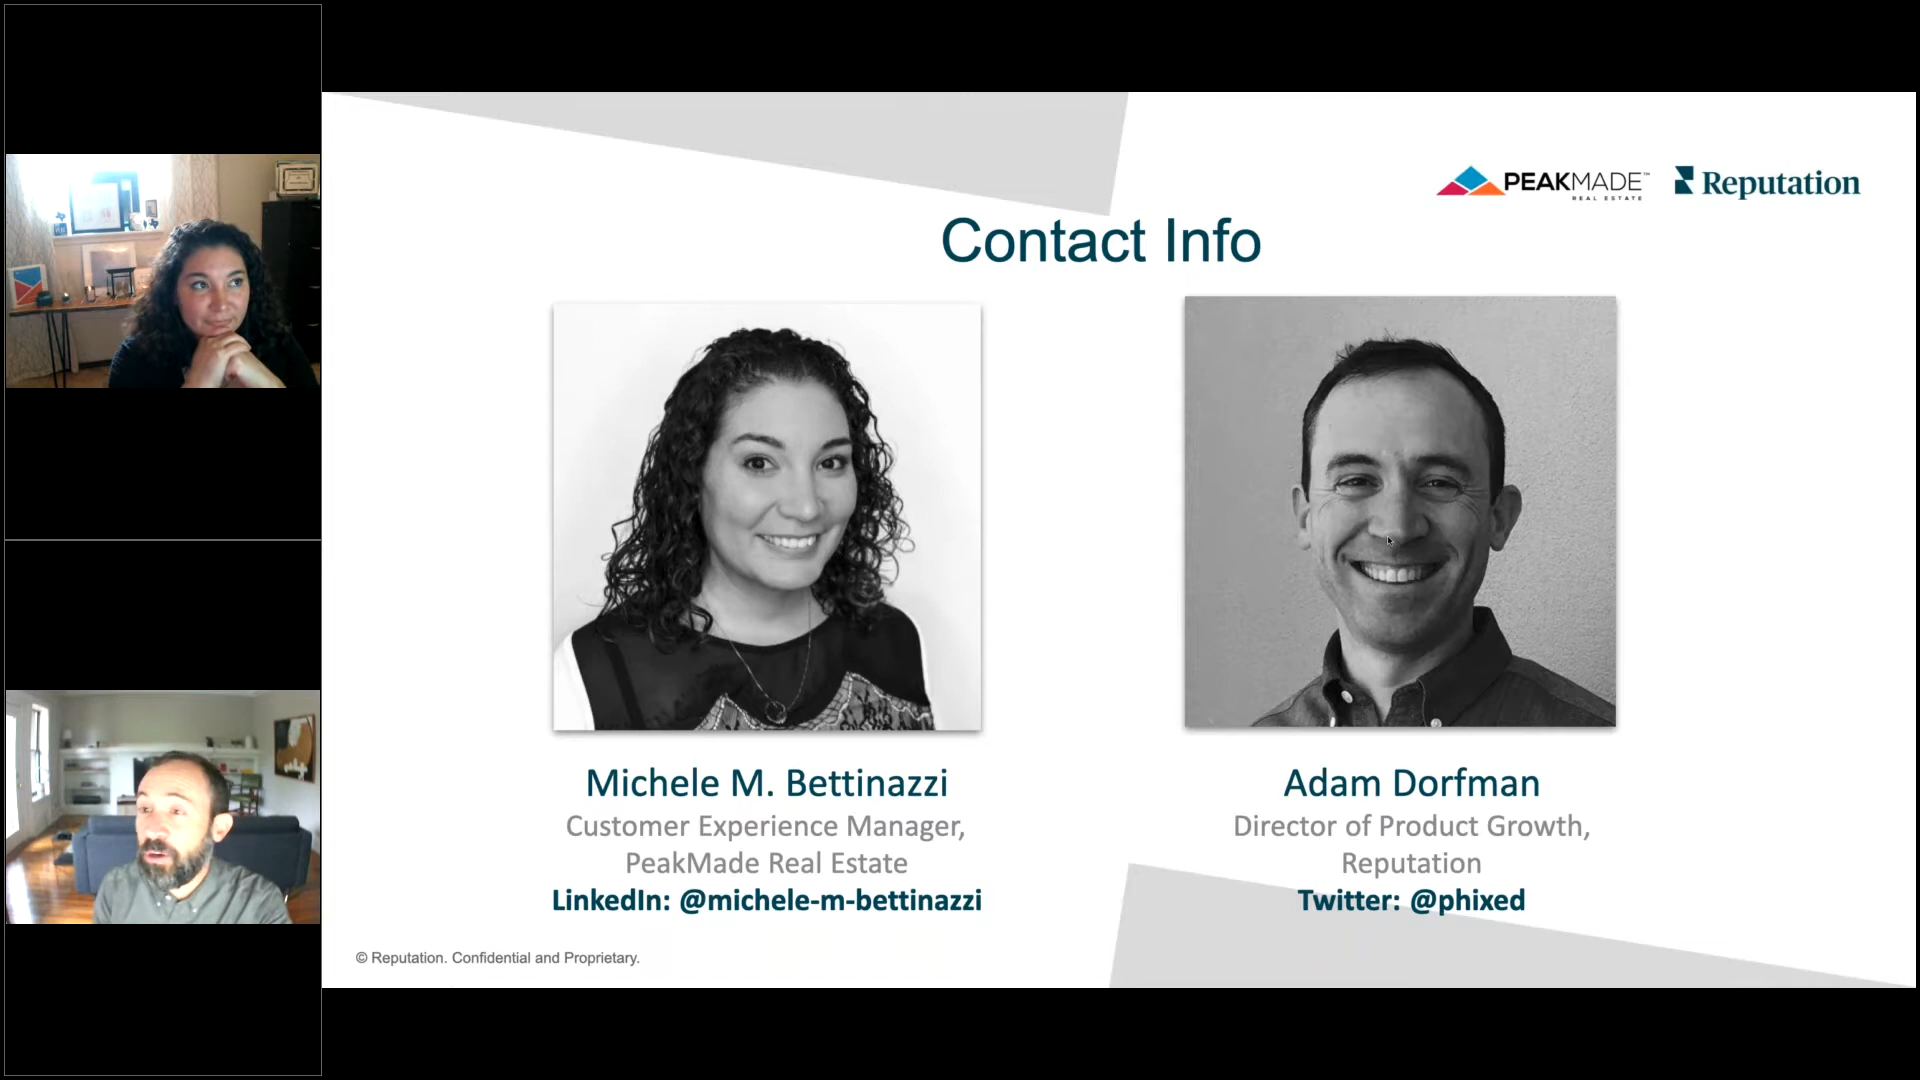 PEAKMADE™
REAL ESTATE
Reputation
Contact Info
Michele M. Bettinazzi
Customer Experience Manager,
PeakMade Real Estate
LinkedIn: @michele-m-bettinazzi
Adam Dorfman
Director of Product Growth,
Reputation
Twitter: @phixed
© Reputation. Confidential and Proprietary.